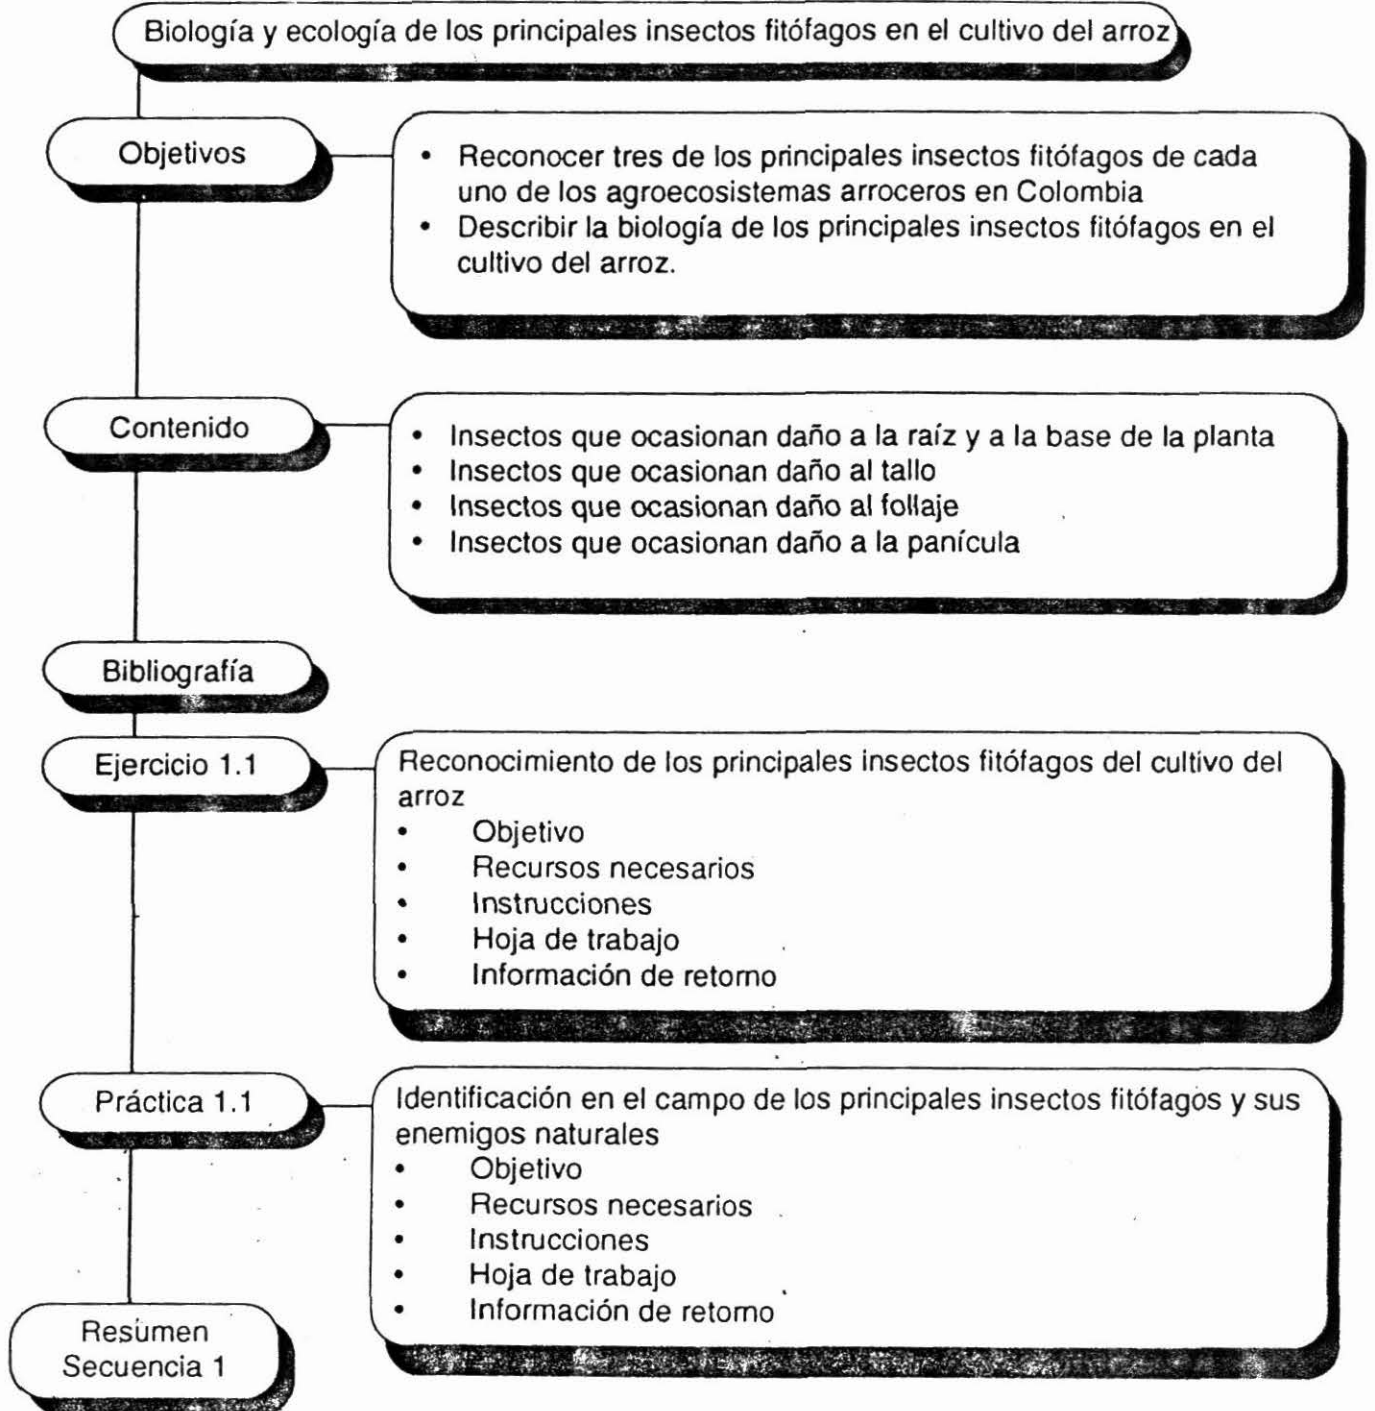 Biología y ecología de los principales insectos fitófagos en el cultivo del arroz
Objetivos
• Reconocer tres de los principales insectos fitófagos de cada
uno de los agroecosistemas arroceros en Colombia
• Describir la biología de los principales insectos fitófagos en el
cultivo del arroz.
Contenido
• Insectos que ocasionan daño a la raíz y a la base de la planta
• Insectos que ocasionan daño al tallo
• Insectos que ocasionan daño al follaje
• Insectos que ocasionan daño a la panícula
Bibliografía
Ejercicio 1.1
Reconocimiento de los principales insectos fitófagos del cultivo del
arroz
• Objetivo
• Recursos necesarios
• Instrucciones
• Hoja de trabajo
• Información de retorno
Práctica 1.1
Identificación en el campo de los principales insectos fitófagos y sus
enemigos naturales
• Objetivo
• Recursos necesarios
• Instrucciones
• Hoja de trabajo
• Información de retorno
Resumen
Secuencia 1